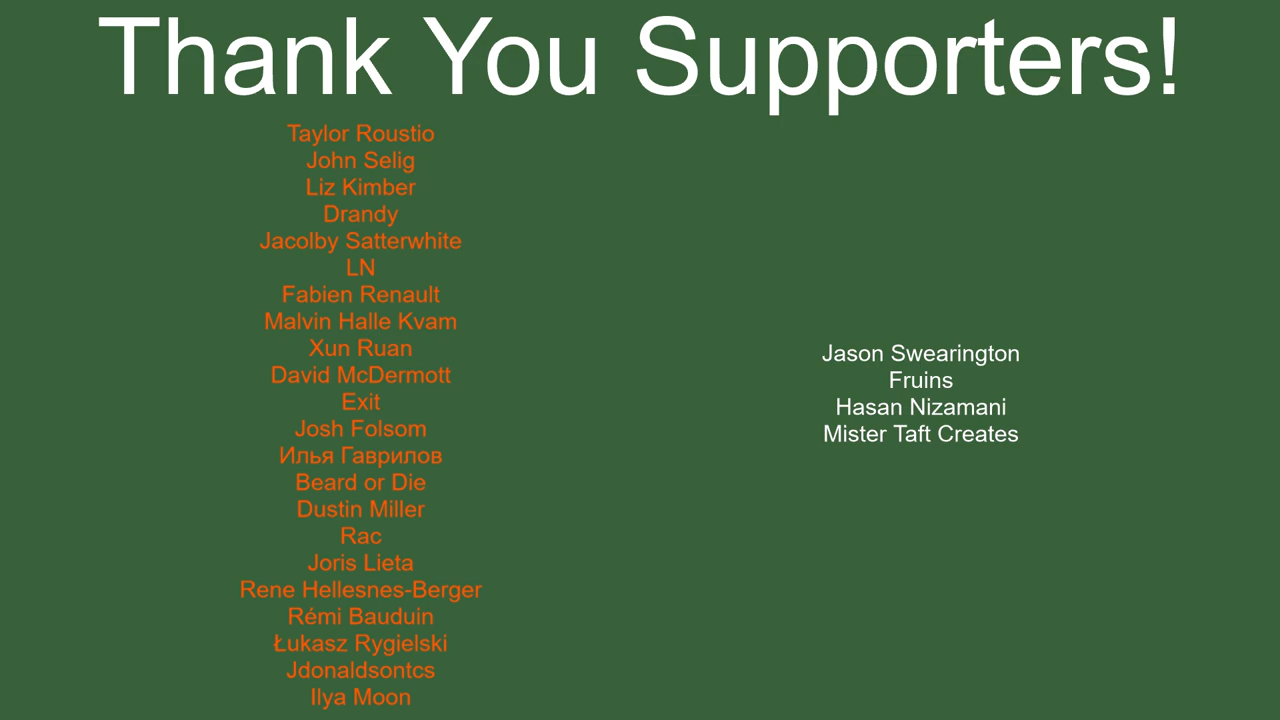 Thank You Supporters!
Taylor Roustio
John Selig
Liz Kimber
Drandy
Jacolby Satterwhite
LN
Fabien Renault
Malvin Halle Kvam
Xun Ruan
David McDermott
Exit
Josh Folsom
Илья Гаврилов
Beard or Die
Dustin Miller
Rac
Joris Lieta
Rene Hellesnes-Berger
Rémi Bauduin
Łukasz Rygielski
Jdonaldsontcs
Ilya Moon
Jason Swearington
Fruins
Hasan Nizamani
Mister Taft Creates